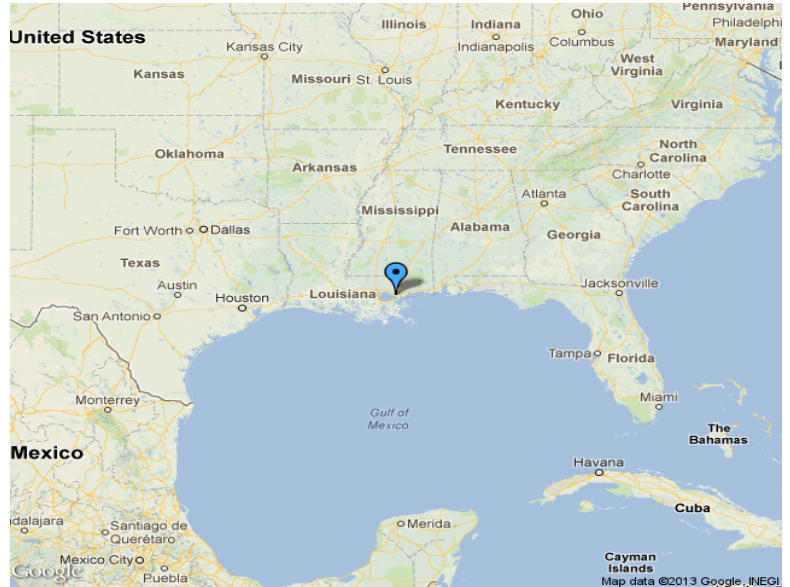 Pennsylvania
Ohio
Illinois
Indiana
Philadelphi
United States
Kansas City
Indianapolis
Columbus
Maryland
West
Virginia
Kansas
Missouri
St. Louis
Kentucky
Virginia
Oklahoma
Arkansas
Tennessee
North
Carolina
Charlotte
Atlanta
South
Carolina
Mississippi
Alabama
Georgia
Fort Worth
Dallas
Texas
Austin
Houston
Louisiana
Jacksonville
San Antonio
Tampa
Florida
Monterrey
Miami
Gulf of
Mexico
The
Bahamas
Mexico
Havana
Cuba
dalajara
Santiago de
Querétaro
Merida
Mexico City
Cayman
Islands
Google
Puebla
Map data ©2013 Google, INEGI